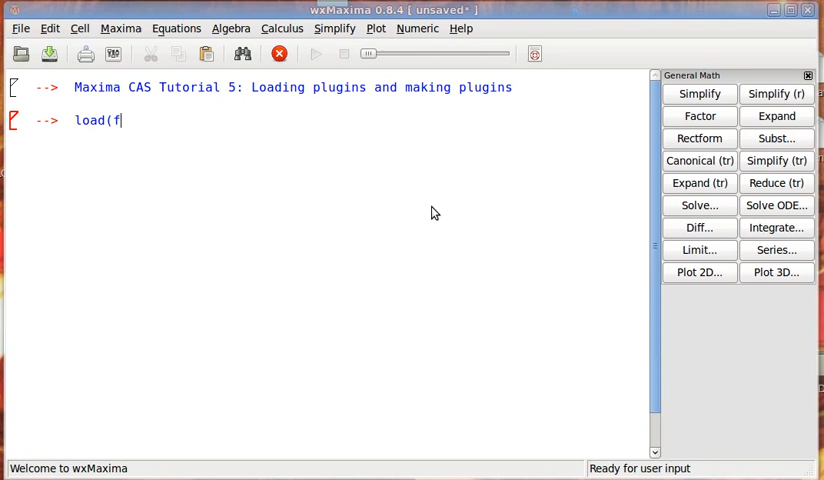 wxMaxima 0.8.4 [ unsaved* ]
File Edit Cell Maxima Equations Algebra Calculus Simplify Plot Numeric Help
--> Maxima CAS Tutorial 5: Loading plugins and making plugins
--> load(f
General Math
Simplify Simplify (r)
Factor Expand
Rectform Subst...
Canonical (tr) Simplify (tr)
Expand (tr) Reduce (tr)
Solve... Solve ODE...
Diff... Integrate...
Limit... Series...
Plot 2D... Plot 3D...
Welcome to wxMaxima Ready for user input